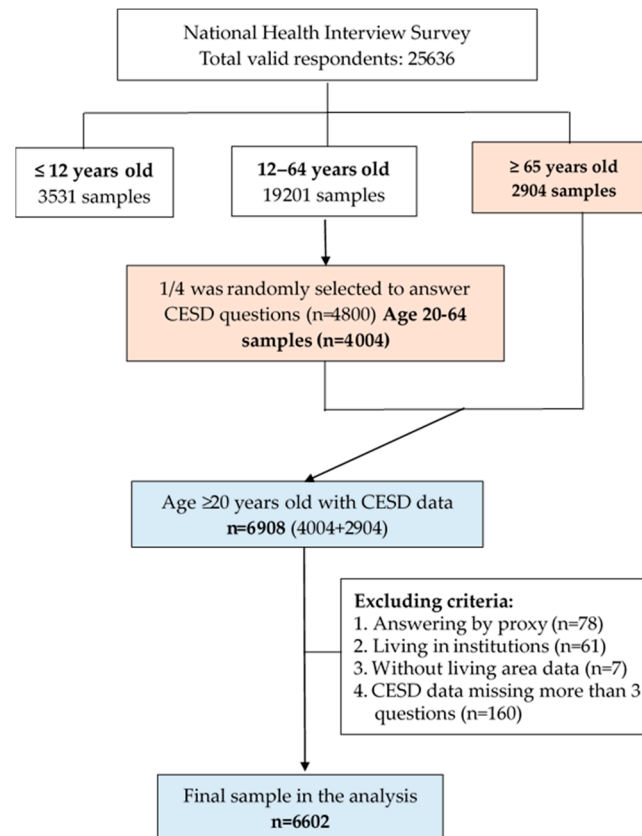 National Health Interview Survey
Total valid respondents: 25636
≤ 12 years old
3531 samples
12–64 years old
19201 samples
≥ 65 years old
2904 samples
1/4 was randomly selected to answer
CESD questions (n=4800) Age 20-64
samples (n=4004)
Age ≥20 years old with CESD data
n=6908 (4004+2904)
Excluding criteria:
1. Answering by proxy (n=78)
2. Living in institutions (n=61)
3. Without living area data (n=7)
4. CESD data missing more than 3
questions (n=160)
Final sample in the analysis
n=6602